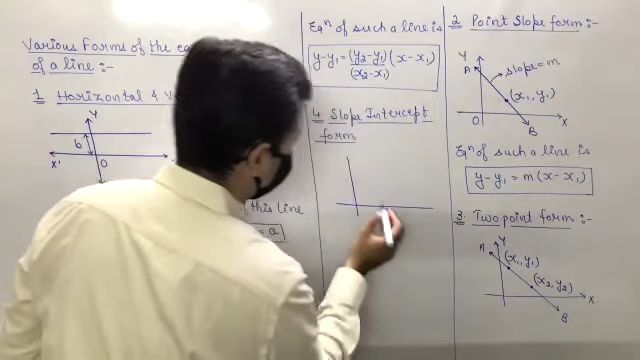 Various Forms of the eq
of a line :-
1. Horizontal & V
Y
b
X'
O
f this line
= a
Eqⁿ of such a line is
y-y₁ = (y₂-y₁)/(x₂-x₁) (x-x₁)
4. Slope Intercept
form
2. Point Slope form :-
Y
A
slope=m
(x₁,y₁)
O
X
B
Eqⁿ of such a line is
y-y₁ = m(x-x₁)
3. Two point form :-
Y
A
(x₁,y₁)
(x₂,y₂)
X
B